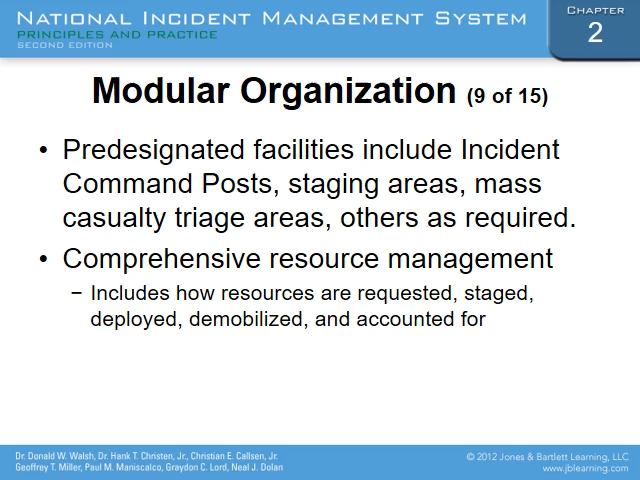 NATIONAL INCIDENT MANAGEMENT SYSTEM
PRINCIPLES AND PRACTICE
SECOND EDITION
CHAPTER
2
Modular Organization (9 of 15)
• Predesignated facilities include Incident
Command Posts, staging areas, mass
casualty triage areas, others as required.
• Comprehensive resource management
− Includes how resources are requested, staged,
deployed, demobilized, and accounted for
Dr. Donald W. Walsh, Dr. Hank T. Christen, Jr., Christian E. Callsen, Jr.
Geoffrey T. Miller, Paul M. Maniscalco, Graydon C. Lord, Neal J. Dolan
© 2012 Jones & Bartlett Learning, LLC
www.jblearning.com